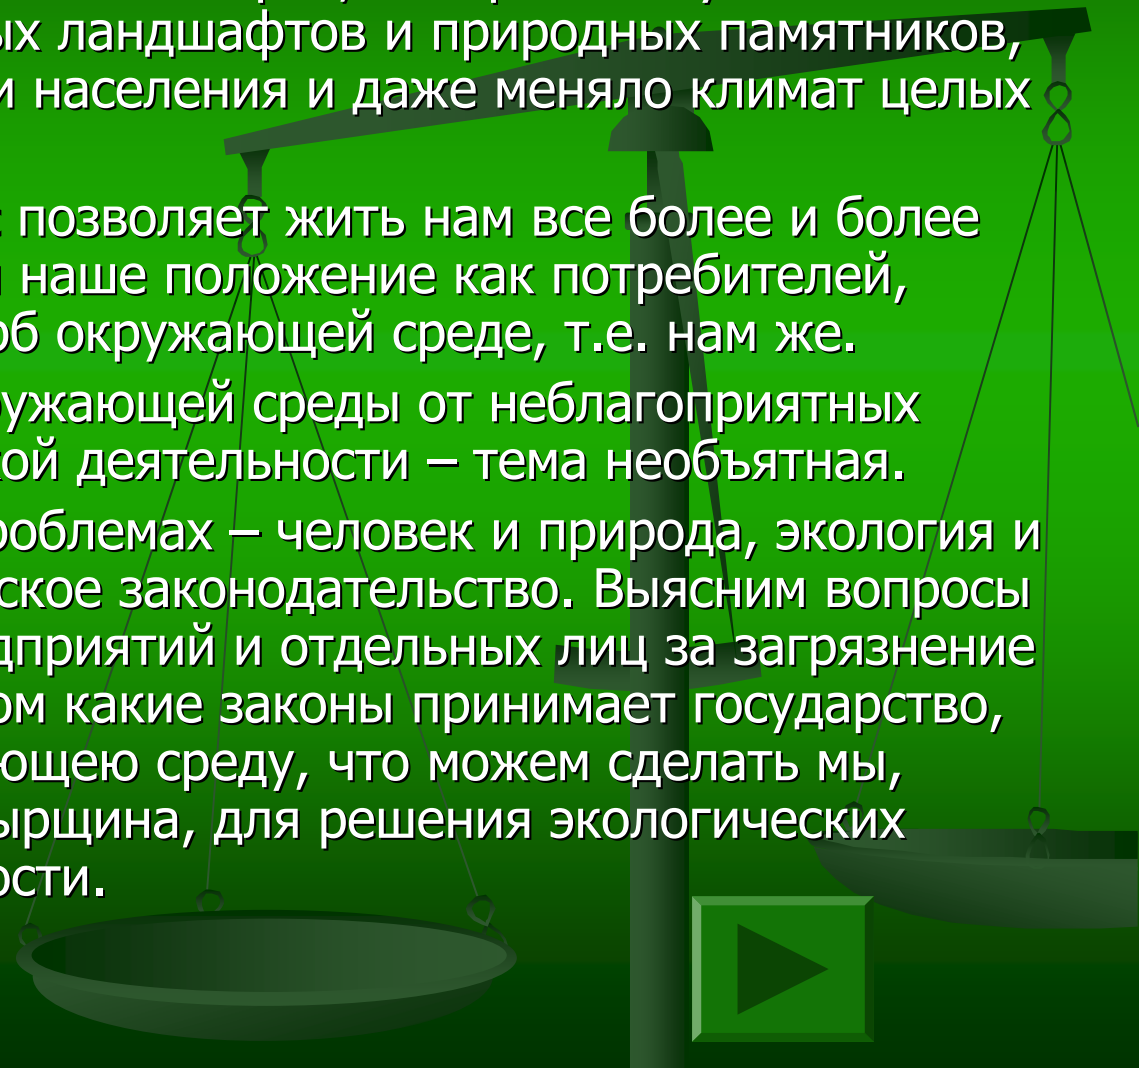 ых ландшафтов и природных памятников,
и населения и даже меняло климат целых
позволяет жить нам все более и более
наше положение как потребителей,
об окружающей среде, т.е. нам же.
ружающей среды от неблагоприятных
кой деятельности – тема необъятная.
роблемах – человек и природа, экология и
ское законодательство. Выясним вопросы
дприятий и отдельных лиц за загрязнение
ом какие законы принимает государство,
ющею среду, что можем сделать мы,
ырщина, для решения экологических
ости.